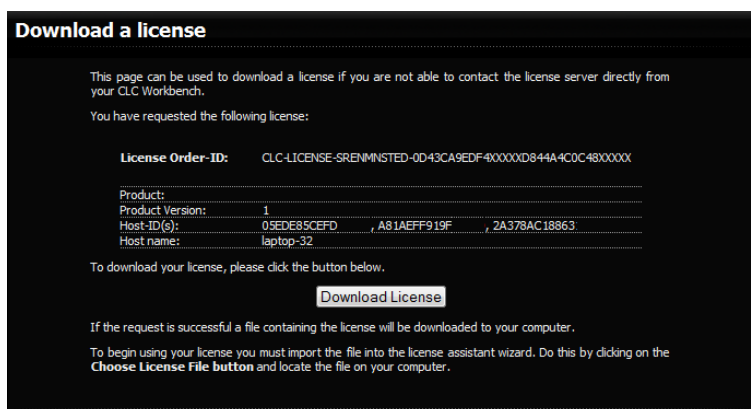 Download a license
This page can be used to download a license if you are not able to contact the license server directly from
your CLC Workbench.
You have requested the following license:
License Order-ID: CLC-LICENSE-SRENMNSTED-0D43CA9EDF4XXXXXD844A4C0C48XXXXX
Product:
Product Version: 1
Host-ID(s): 05EDE85CEFD , A81AEFF919F , 2A378AC18863
Host name: laptop-32
To download your license, please click the button below.
Download License
If the request is successful a file containing the license will be downloaded to your computer.
To begin using your license you must import the file into the license assistant wizard. Do this by clicking on the
Choose License File button and locate the file on your computer.